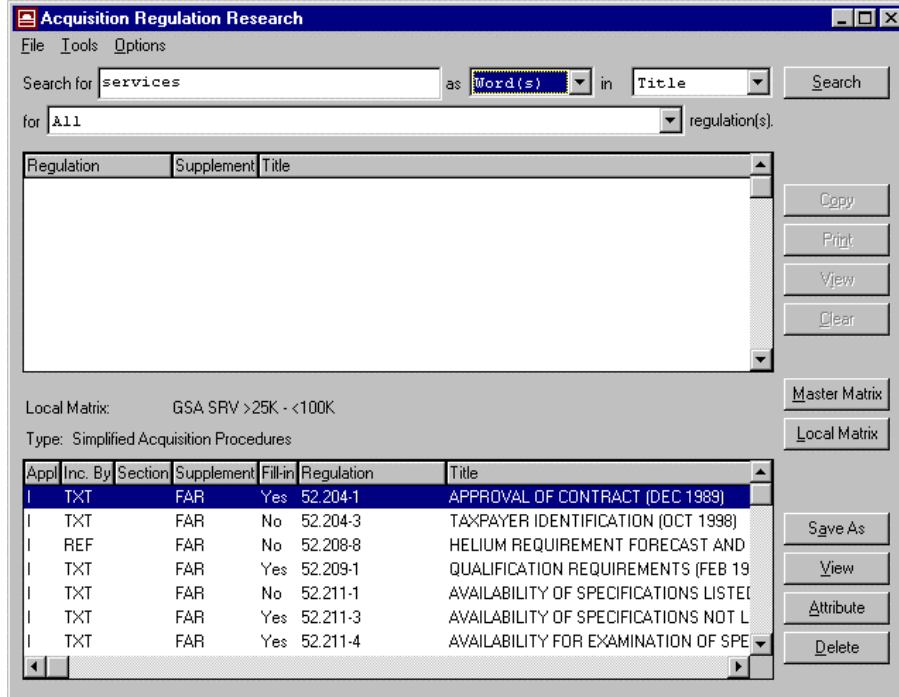 Acquisition Regulation Research
File Tools Options
Search for services as Word(s) in Title Search
for All regulation(s).
Regulation Supplement Title
Copy
Print
View
Clear
Master Matrix
Local Matrix: GSA SRV >25K - <100K
Local Matrix
Type: Simplified Acquisition Procedures
Appl Inc. By Section Supplement Fill-in Regulation Title
I TXT FAR Yes 52.204-1 APPROVAL OF CONTRACT (DEC 1989)
I TXT FAR No 52.204-3 TAXPAYER IDENTIFICATION (OCT 1998)
Save As
I REF FAR No 52.208-8 HELIUM REQUIREMENT FORECAST AND
I TXT FAR Yes 52.209-1 QUALIFICATION REQUIREMENTS (FEB 19
View
I TXT FAR No 52.211-1 AVAILABILITY OF SPECIFICATIONS LISTED
Attribute
I TXT FAR Yes 52.211-3 AVAILABILITY OF SPECIFICATIONS NOT L
I TXT FAR Yes 52.211-4 AVAILABILITY FOR EXAMINATION OF SPE
Delete